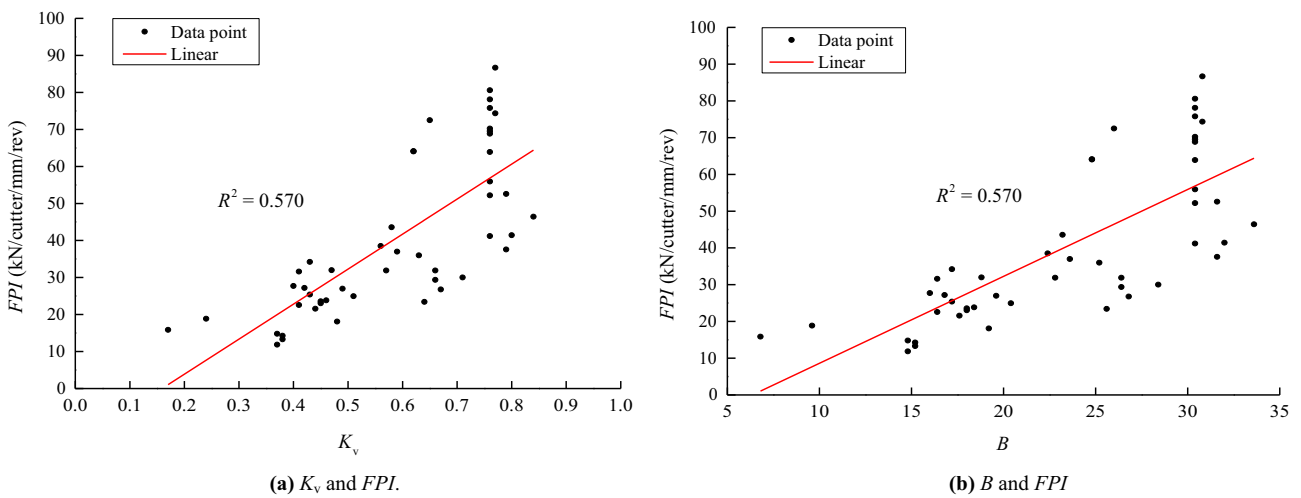 100
90
80
70
60
50
40
30
20
10
0
FPI (kN/cutter/mm/rev)
Data point
Linear
R² = 0.570
0.0 0.1 0.2 0.3 0.4 0.5 0.6 0.7 0.8 0.9 1.0
Kᵥ
(a) Kᵥ and FPI.
100
90
80
70
60
50
40
30
20
10
0
FPI (kN/cutter/mm/rev)
Data point
Linear
R² = 0.570
5 10 15 20 25 30 35
B
(b) B and FPI